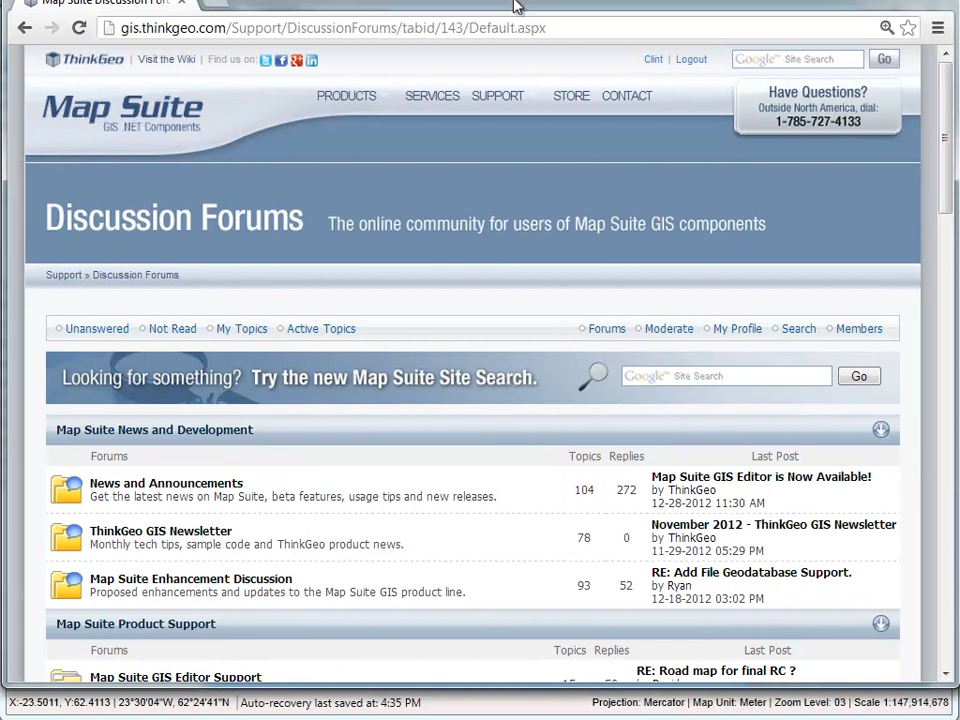 Map Suite Discussion For
gis.thinkgeo.com/Support/DiscussionForums/tabid/143/Default.aspx
ThinkGeo | Visit the Wiki | Find us on:
Clint | Logout
Google™ Site Search Go
Map Suite
GIS .NET Components
PRODUCTS SERVICES SUPPORT STORE CONTACT
Have Questions?
Outside North America, dial:
1-785-727-4133
Discussion Forums The online community for users of Map Suite GIS components
Support » Discussion Forums
Unanswered Not Read My Topics Active Topics Forums Moderate My Profile Search Members
Looking for something? Try the new Map Suite Site Search. Google™ Site Search Go
Map Suite News and Development
Forums Topics Replies Last Post
News and Announcements
Get the latest news on Map Suite, beta features, usage tips and new releases.
104 272
Map Suite GIS Editor is Now Available!
by ThinkGeo
12-28-2012 11:30 AM
ThinkGeo GIS Newsletter
Monthly tech tips, sample code and ThinkGeo product news.
78 0
November 2012 - ThinkGeo GIS Newsletter
by ThinkGeo
11-29-2012 05:29 PM
Map Suite Enhancement Discussion
Proposed enhancements and updates to the Map Suite GIS product line.
93 52
RE: Add File Geodatabase Support.
by Ryan
12-18-2012 03:02 PM
Map Suite Product Support
Forums Topics Replies Last Post
Map Suite GIS Editor Support
RE: Road map for final RC ?
X:-23.5011, Y:62.4113 | 23°30'04"W, 62°24'41"N | Auto-recovery last saved at: 4:35 PM
Projection: Mercator | Map Unit: Meter | Zoom Level: 03 | Scale 1:147,914,678